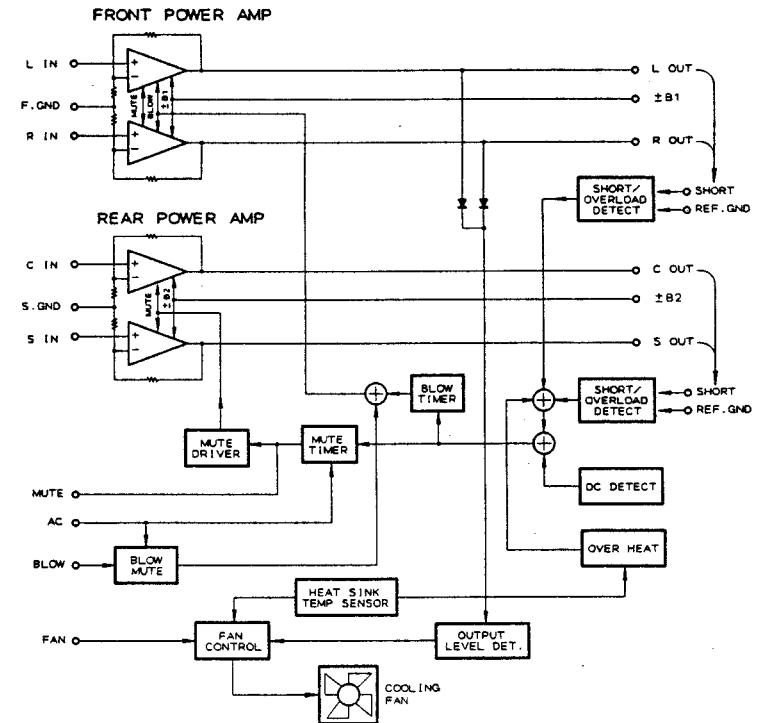 FRONT POWER AMP
L IN
F.GND
R IN
+
−
+
−
MUTE
BLOW
±B1
L OUT
±B1
R OUT
SHORT/
OVERLOAD
DETECT
SHORT
REF.GND
REAR POWER AMP
C IN
S.GND
S IN
+
−
+
−
MUTE
±B2
C OUT
±B2
S OUT
BLOW
TIMER
SHORT/
OVERLOAD
DETECT
SHORT
REF.GND
MUTE
DRIVER
MUTE
TIMER
DC DETECT
MUTE
AC
BLOW
BLOW
MUTE
OVER HEAT
HEAT SINK
TEMP SENSOR
FAN
FAN
CONTROL
OUTPUT
LEVEL DET.
COOLING
FAN